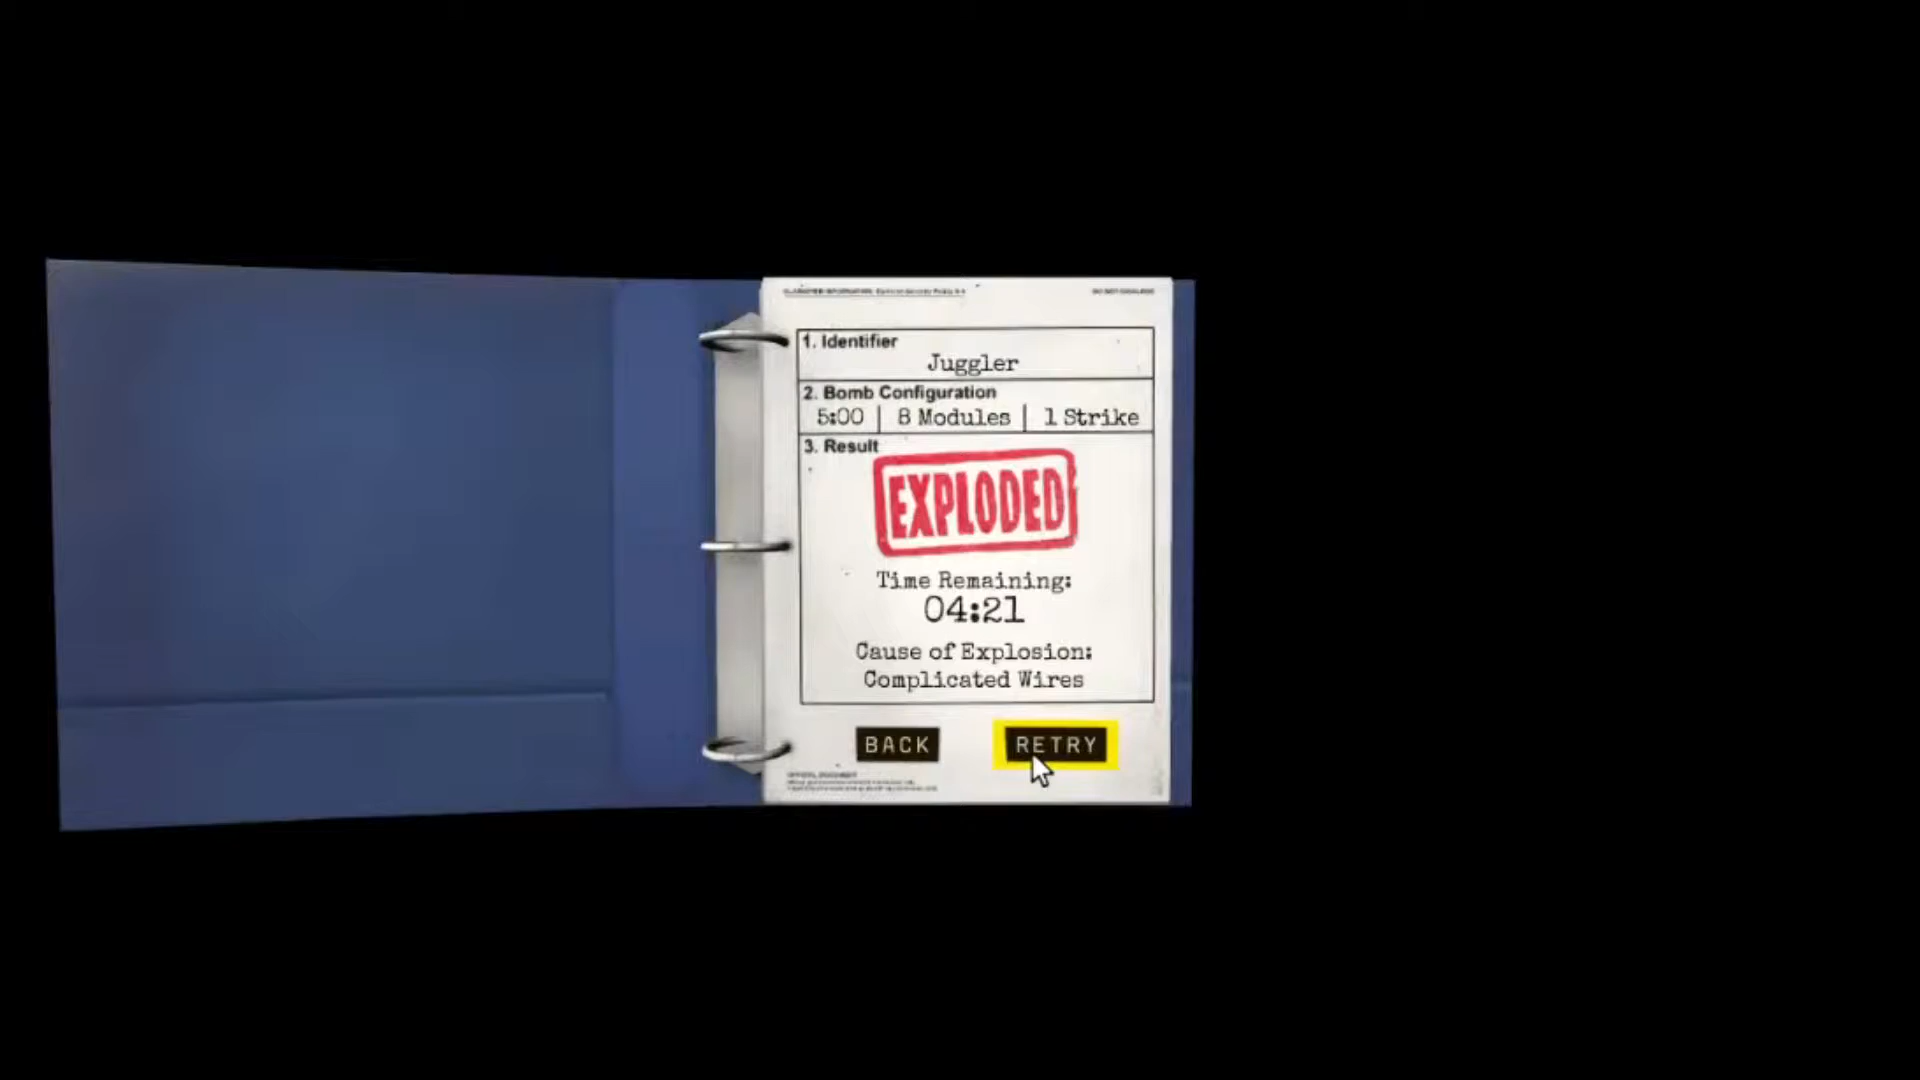 1. Identifier
Juggler
2. Bomb Configuration
5:00 | 8 Modules | 1 Strike
3. Result
EXPLODED
Time Remaining:
04:21
Cause of Explosion:
Complicated Wires
BACK
RETRY